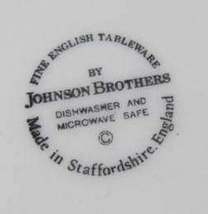 FINE ENGLISH TABLEWARE
BY
JOHNSON BROTHERS
DISHWASHER AND
MICROWAVE SAFE
©
Made in Staffordshire, England